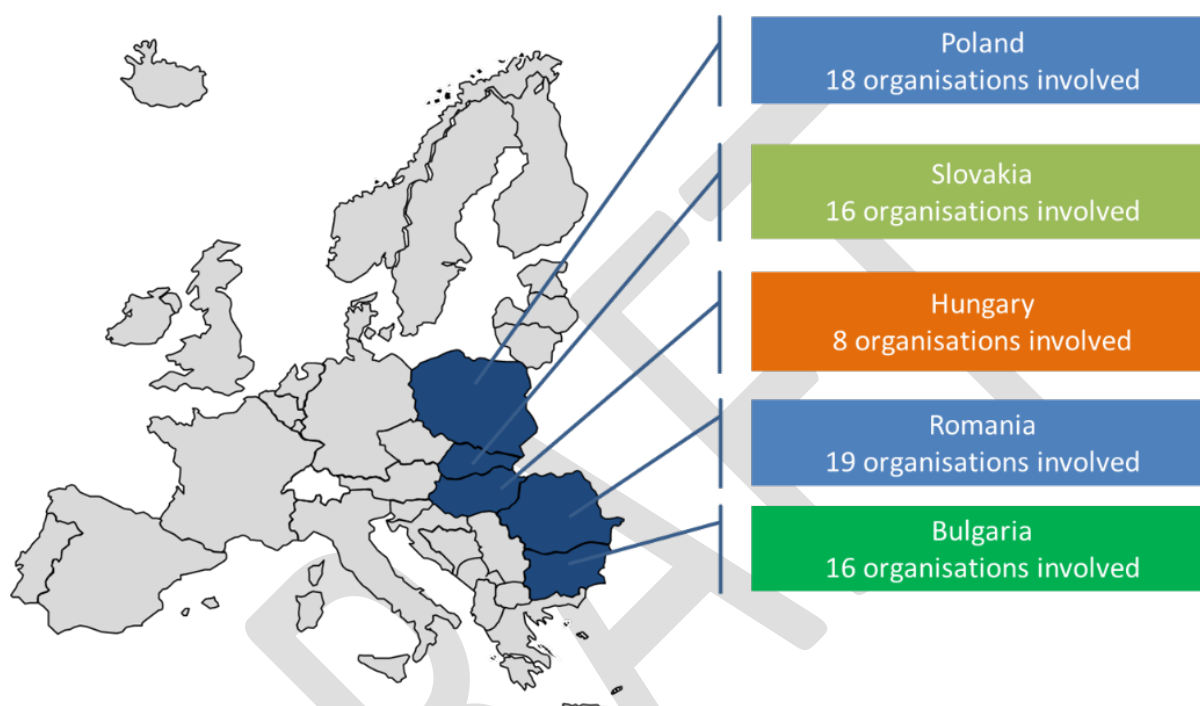 Poland
18 organisations involved
Slovakia
16 organisations involved
Hungary
8 organisations involved
Romania
19 organisations involved
Bulgaria
16 organisations involved
DRAFT